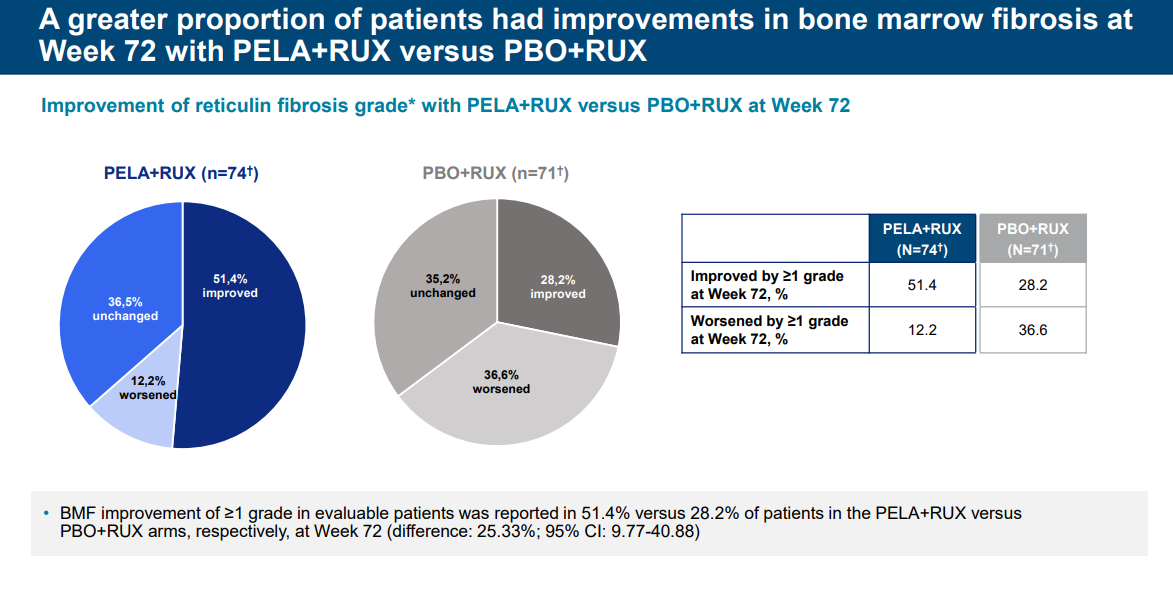 A greater proportion of patients had improvements in bone marrow fibrosis at
Week 72 with PELA+RUX versus PBO+RUX
Improvement of reticulin fibrosis grade* with PELA+RUX versus PBO+RUX at Week 72
PELA+RUX (n=74†)
51,4%
improved
36,5%
unchanged
12,2%
worsened
PBO+RUX (n=71†)
35,2%
unchanged
28,2%
improved
36,6%
worsened
PELA+RUX
(N=74†)
PBO+RUX
(N=71†)
Improved by ≥1 grade
at Week 72, %
51.4
28.2
Worsened by ≥1 grade
at Week 72, %
12.2
36.6
• BMF improvement of ≥1 grade in evaluable patients was reported in 51.4% versus 28.2% of patients in the PELA+RUX versus
PBO+RUX arms, respectively, at Week 72 (difference: 25.33%; 95% CI: 9.77-40.88)